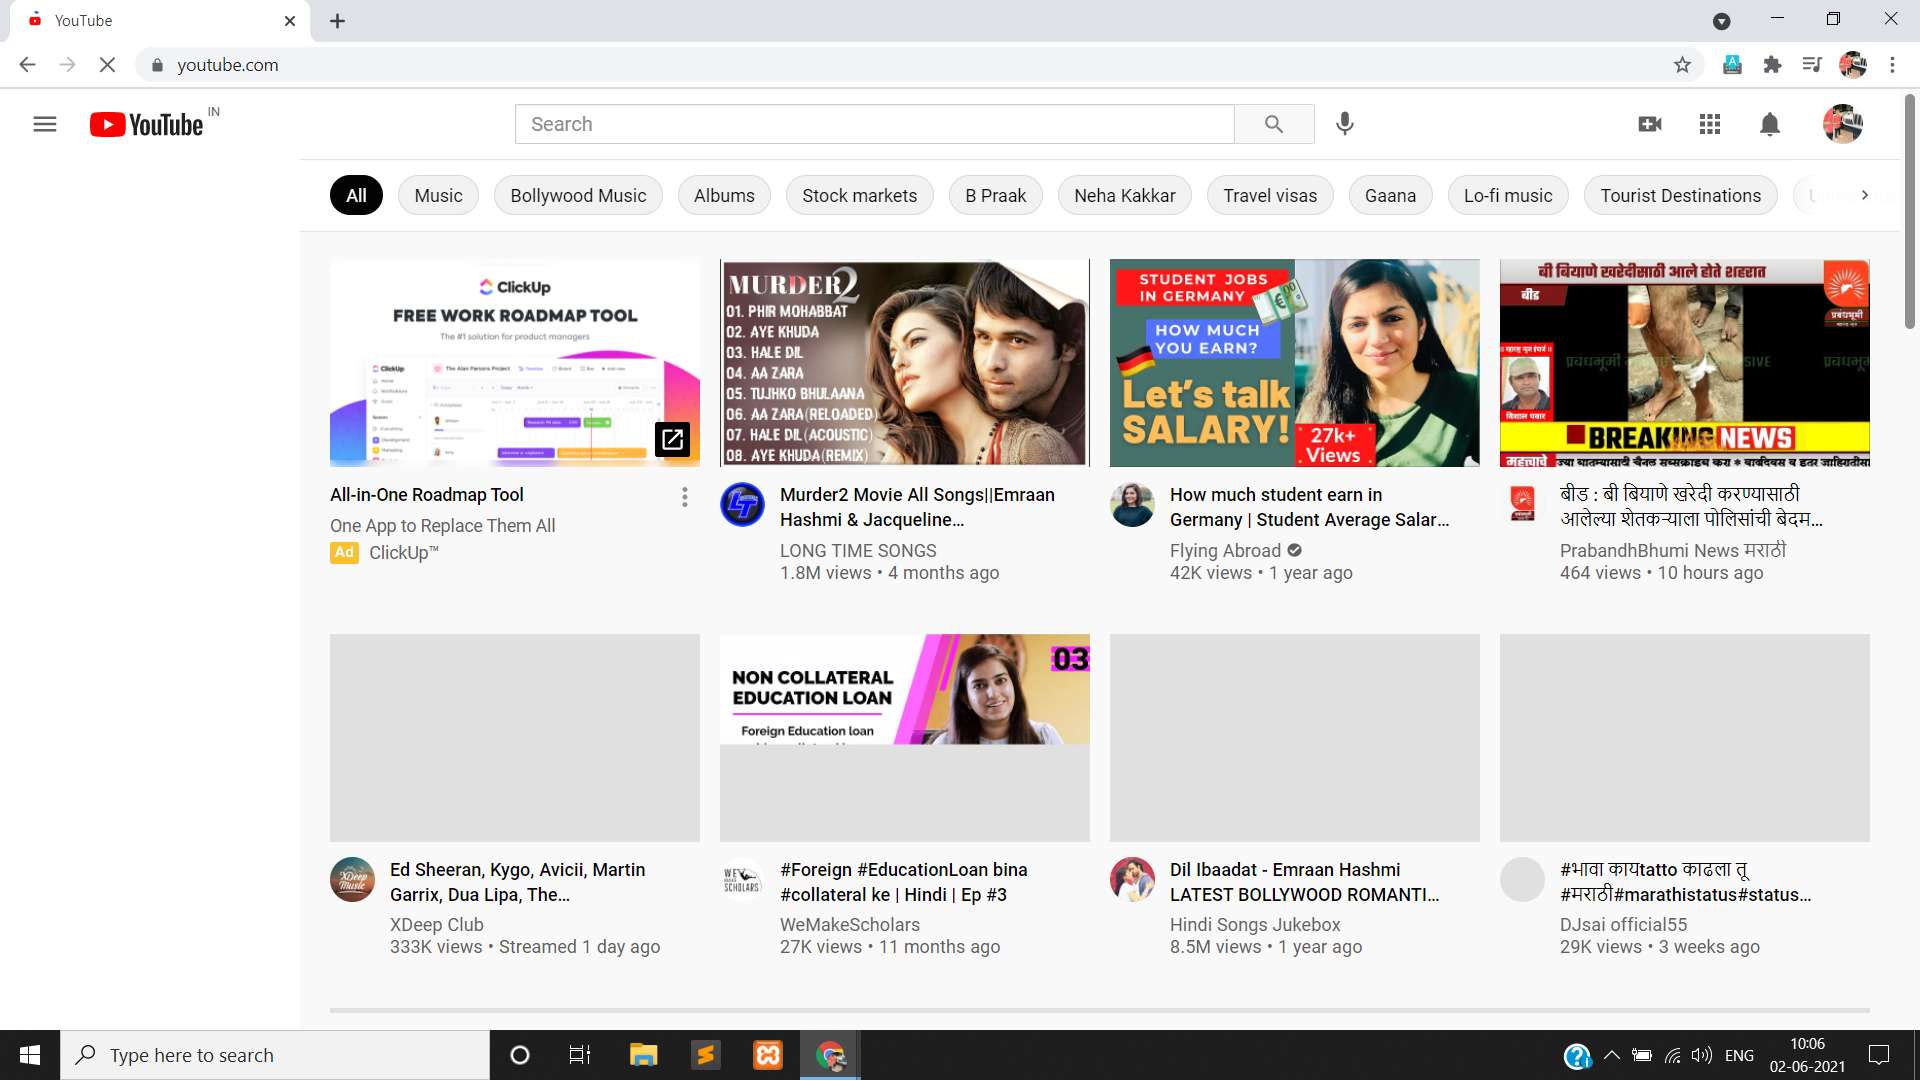 YouTube
youtube.com
YouTube IN
Search
All
Music
Bollywood Music
Albums
Stock markets
B Praak
Neha Kakkar
Travel visas
Gaana
Lo-fi music
Tourist Destinations
ClickUp
FREE WORK ROADMAP TOOL
The #1 solution for product managers
ClickUp
The Alan Parsons Project
MURDER2
01. PHIR MOHABBAT
02. AYE KHUDA
03. HALE DIL
04. AA ZARA
05. TUJHKO BHULAANA
06. AA ZARA(RELOADED)
07. HALE DIL(ACOUSTIC)
08. AYE KHUDA(REMIX)
STUDENT JOBS
IN GERMANY
HOW MUCH
YOU EARN?
Let's talk
SALARY!
27k+
Views
बी बियाणे खरेदीसाठी आले होते शहरात
बीड
प्रबंधभूमी
BREAKING NEWS
All-in-One Roadmap Tool
One App to Replace Them All
Ad ClickUp™
Murder2 Movie All Songs||Emraan
Hashmi & Jacqueline...
LONG TIME SONGS
1.8M views • 4 months ago
How much student earn in
Germany | Student Average Salar...
Flying Abroad
42K views • 1 year ago
बीड : बी बियाणे खरेदी करण्यासाठी
आलेल्या शेतकऱ्याला पोलिसांची बेदम...
PrabandhBhumi News मराठी
464 views • 10 hours ago
NON COLLATERAL
EDUCATION LOAN
Foreign Education loan
03
XDeep
Music
Ed Sheeran, Kygo, Avicii, Martin
Garrix, Dua Lipa, The...
XDeep Club
333K views • Streamed 1 day ago
#Foreign #EducationLoan bina
#collateral ke | Hindi | Ep #3
WeMakeScholars
27K views • 11 months ago
Dil Ibaadat - Emraan Hashmi
LATEST BOLLYWOOD ROMANTI...
Hindi Songs Jukebox
8.5M views • 1 year ago
#भावा कायtatto काढला तू
#मराठी#marathistatus#status...
DJsai official55
29K views • 3 weeks ago
Type here to search
ENG
10:06
02-06-2021